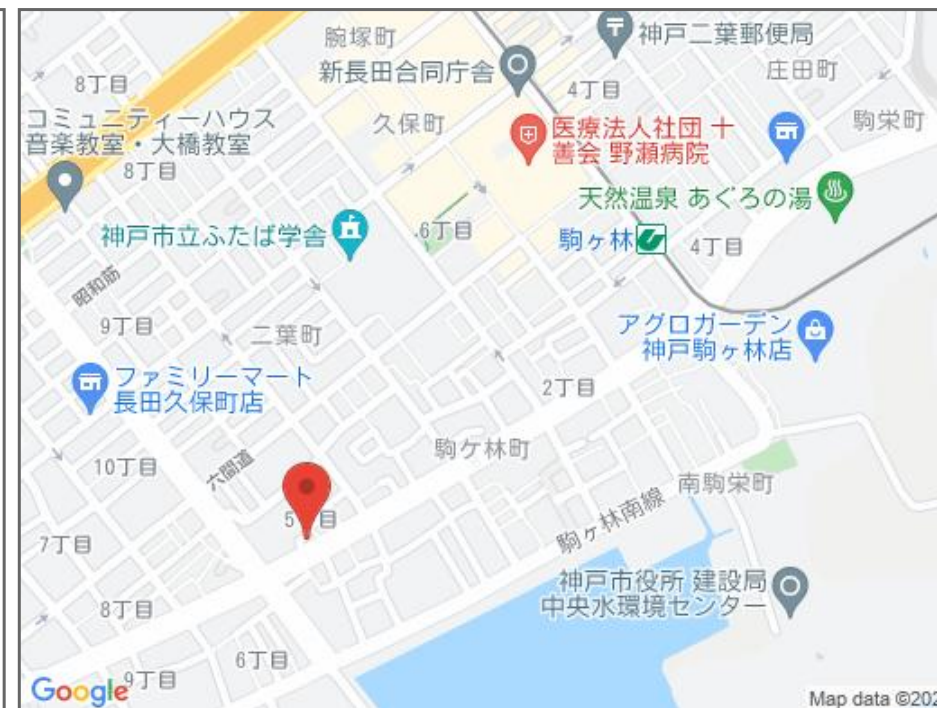 腕塚町
神戸二葉郵便局
新長田合同庁舎
庄田町
8丁目
4丁目
コミュニティーハウス
音楽教室・大橋教室
久保町
医療法人社団 十
善会 野瀬病院
駒栄町
8丁目
天然温泉 あぐろの湯
神戸市立ふたば学舎
6丁目
駒ヶ林
4丁目
昭和筋
9丁目
二葉町
アグロガーデン
神戸駒ヶ林店
ファミリーマート
長田久保町店
2丁目
駒ケ林町
10丁目
六間道
南駒栄町
5丁目
駒ヶ林南線
7丁目
神戸市役所 建設局
中央水環境センター
8丁目
6丁目
9丁目
Google
Map data ©202